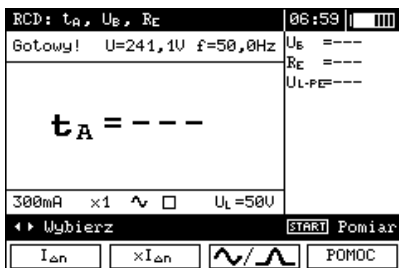 RCD: tA, UB, RE 06:59
Gotowy! U=241,1V f=50,0Hz
UB =---
RE =---
UL-PE=---
tA=---
300mA ×1 ∿ □ UL=50V
◂▸ Wybierz START Pomiar
IΔn ×IΔn ∿/ POMOC